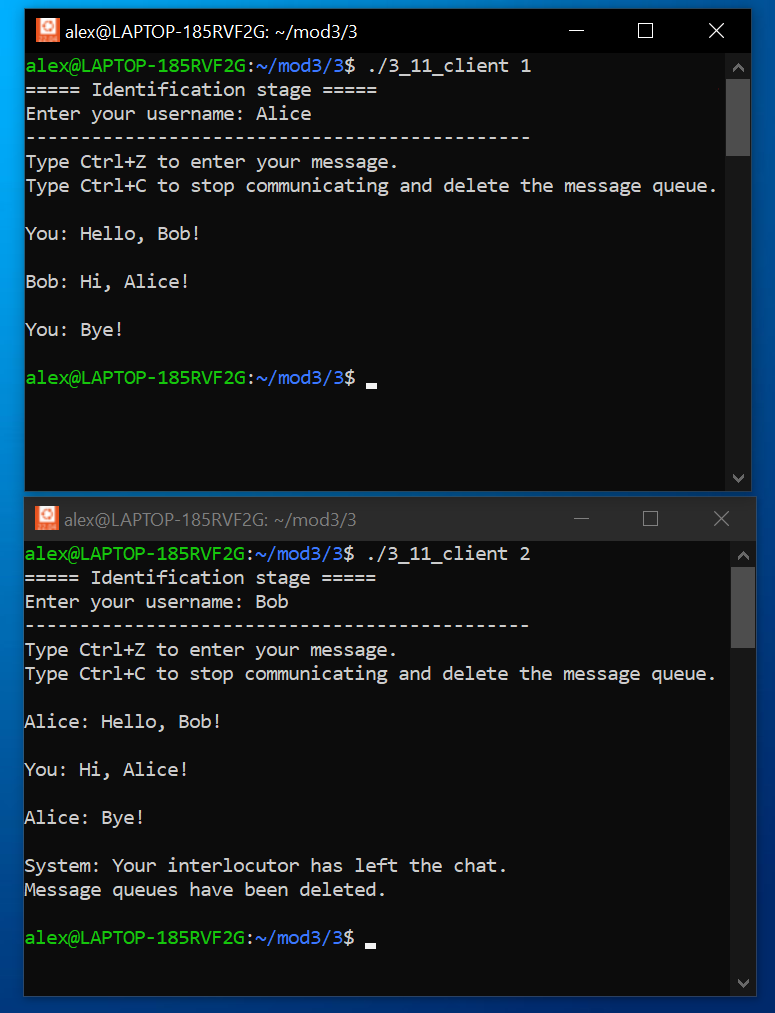 alex@LAPTOP-185RVF2G: ~/mod3/3
alex@LAPTOP-185RVF2G:~/mod3/3$ ./3_11_client 1
===== Identification stage =====
Enter your username: Alice
----------------------------------------------
Type Ctrl+Z to enter your message.
Type Ctrl+C to stop communicating and delete the message queue.
You: Hello, Bob!
Bob: Hi, Alice!
You: Bye!
alex@LAPTOP-185RVF2G:~/mod3/3$
alex@LAPTOP-185RVF2G: ~/mod3/3
alex@LAPTOP-185RVF2G:~/mod3/3$ ./3_11_client 2
===== Identification stage =====
Enter your username: Bob
----------------------------------------------
Type Ctrl+Z to enter your message.
Type Ctrl+C to stop communicating and delete the message queue.
Alice: Hello, Bob!
You: Hi, Alice!
Alice: Bye!
System: Your interlocutor has left the chat.
Message queues have been deleted.
alex@LAPTOP-185RVF2G:~/mod3/3$